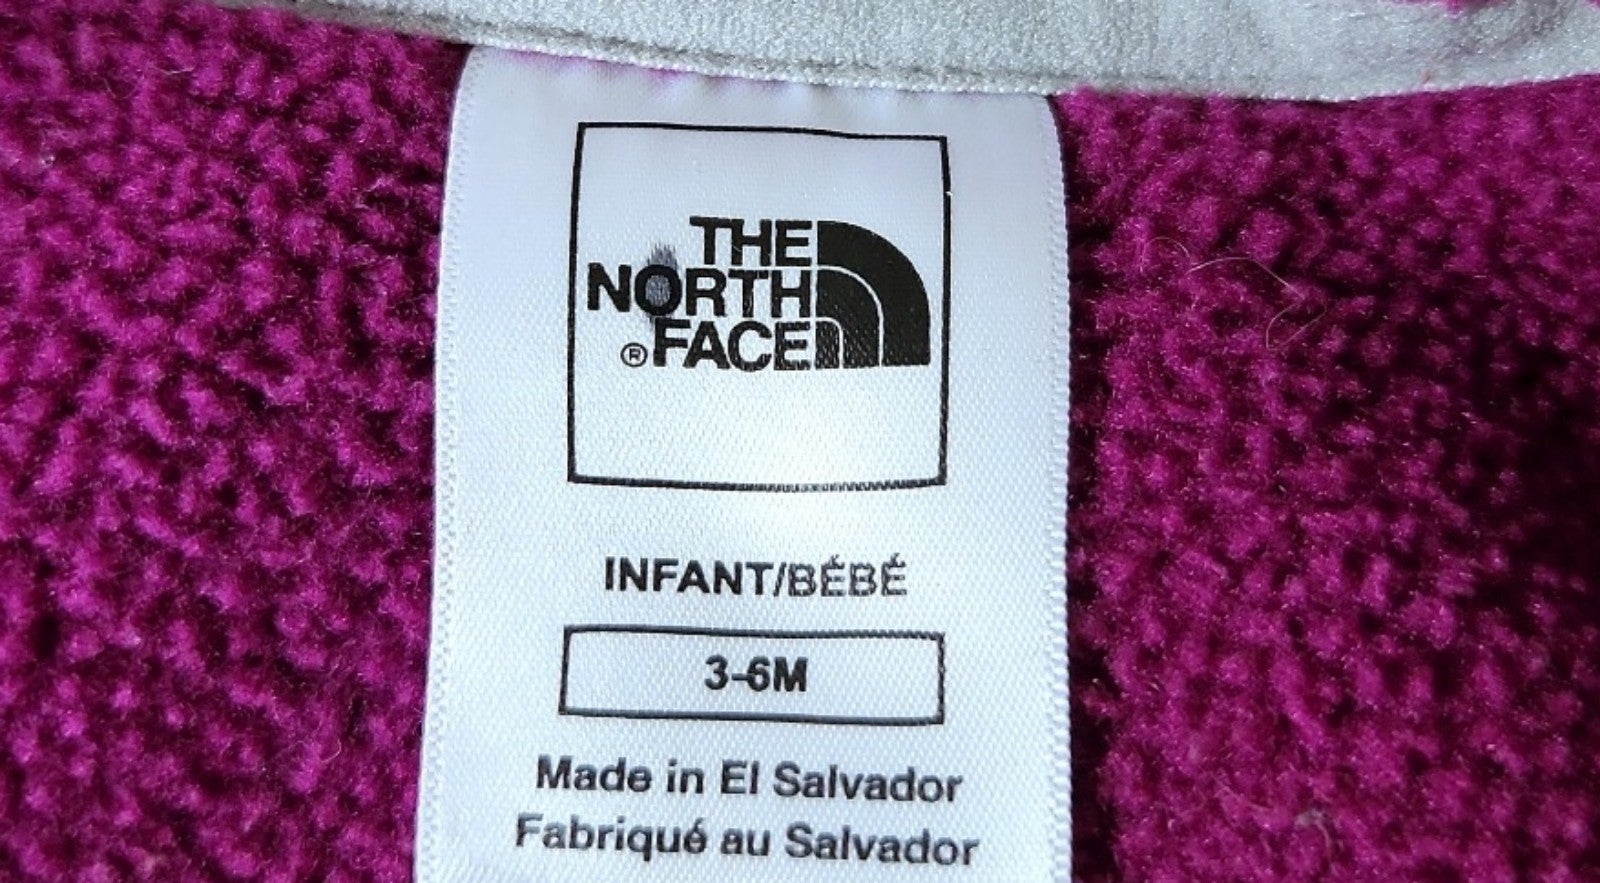 THE
NORTH
®FACE
INFANT/BÉBÉ
3-6M
Made in El Salvador
Fabriqué au Salvador